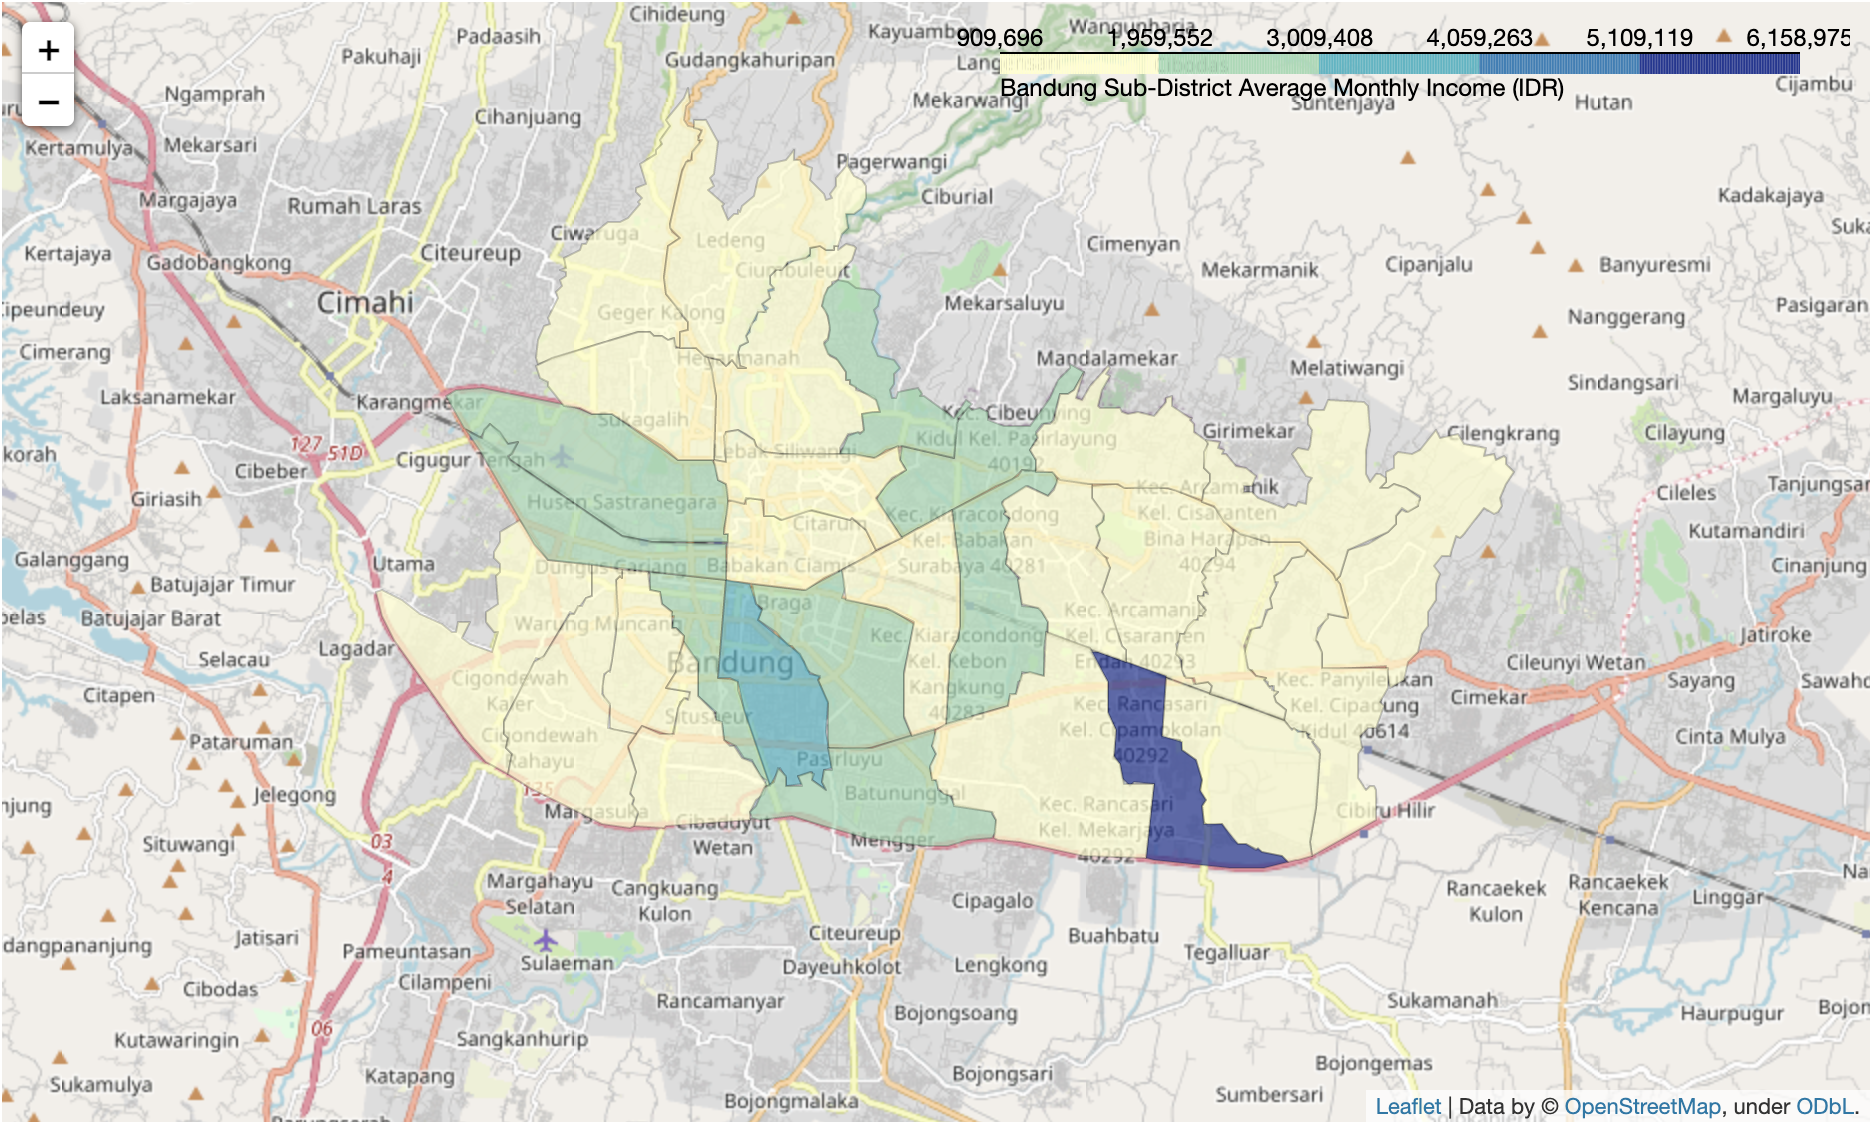 +
−
909,696 1,959,552 3,009,408 4,059,263 5,109,119 6,158,975
Bandung Sub-District Average Monthly Income (IDR)
Cihideung
Kayuambo
Wangunharja
Padaasih
Pakuhaji
Gudangkahuripan
Cibodas
Cijambu
Ngamprah
Mekarwangi
Suntenjaya
Hutan
Cihanjuang
Kertamulya
Mekarsari
Pagerwangi
Margajaya
Rumah Laras
Ciburial
Kadakajaya
Ciwaruga
Ledeng
Cimenyan
Kertajaya
Gadobangkong
Citeureup
Ciumbuleuit
Mekarmanik
Cipanjalu
Banyuresmi
Cimahi
Geger Kalong
Mekarsaluyu
Nanggerang
Pasigaran
Cimerang
Hegarmanah
Mandalamekar
Melatiwangi
Sindangsari
Laksanamekar
Karangmekar
Margaluyu
Sukagalih
Kec. Cibeunying
Kidul Kel. Pasirlayung
40192
Girimekar
Cilengkrang
Cilayung
127
51D
Lebak Siliwangi
Cibeber
Cigugur Tengah
Giriasih
Husen Sastranegara
Citarum
Kec. Kiaracondong
Kel. Babakan
Surabaya 40281
Kec. Arcamanik
Kel. Cisaranten
Bina Harapan
40294
Cileles
Tanjungsar
Kutamandiri
Galanggang
Utama
Dungus Cariang
Babakan Ciamis
Cinanjung
Batujajar Timur
Batujajar Barat
Braga
Warung Muncang
Kec. Kiaracondong
Kel. Kebon
Kangkung
40283
Kec. Arcamanik
Kel. Cisaranten
Endah 40293
Jatiroke
Lagadar
Selacau
Bandung
Cileunyi Wetan
Citapen
Cigondewah
Kaler
Situsaeur
Kec. Panyileukan
Kel. Cipadung
Kidul 40614
Cimekar
Sayang
Kec. Rancasari
Kel. Cipamokolan
40292
Pataruman
Cigondewah
Rahayu
Pasirluyu
Cinta Mulya
Jelegong
135
Batununggal
Margasuka
Kec. Rancasari
Kel. Mekarjaya
40292
Cibiru Hilir
Cibaduyut
Wetan
Mengger
Situwangi
03
4
Margahayu
Selatan
Cangkuang
Kulon
Cipagalo
Rancaekek
Kulon
Rancaekek
Kencana
Linggar
Jatisari
Pameuntasan
Citeureup
Buahbatu
Tegalluar
Sulaeman
Dayeuhkolot
Lengkong
Cibodas
Cilampeni
Rancamanyar
Bojongsoang
Sukamanah
Haurpugur
06
Kutawaringin
Sangkanhurip
Sukamulya
Katapang
Bojongsari
Bojongemas
Bojongmalaka
Sumbersari
Leaflet | Data by © OpenStreetMap, under ODbL.